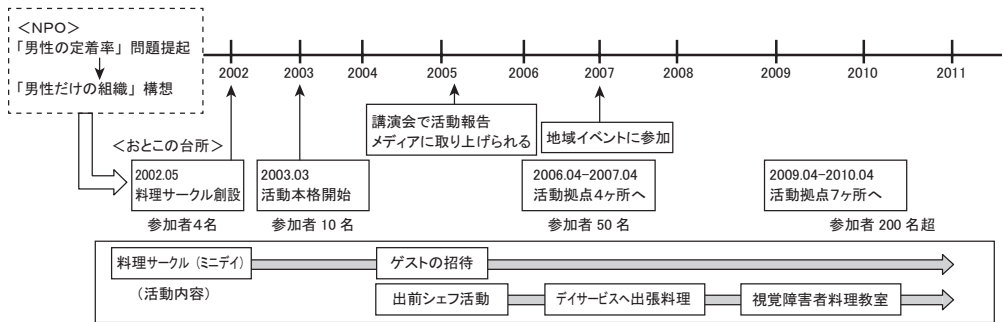 <NPO>
「男性の定着率」問題提起
「男性だけの組織」構想
2002 2003 2004 2005 2006 2007 2008 2009 2010 2011
講演会で活動報告
メディアに取り上げられる
地域イベントに参加
<おとこの台所>
2002.05
料理サークル創設
参加者4名
2003.03
活動本格開始
参加者 10 名
2006.04−2007.04
活動拠点4ヶ所へ
参加者 50 名
2009.04−2010.04
活動拠点7ヶ所へ
参加者 200 名超
料理サークル (ミニデイ)
ゲストの招待
(活動内容)
出前シェフ活動
デイサービスへ出張料理
視覚障害者料理教室